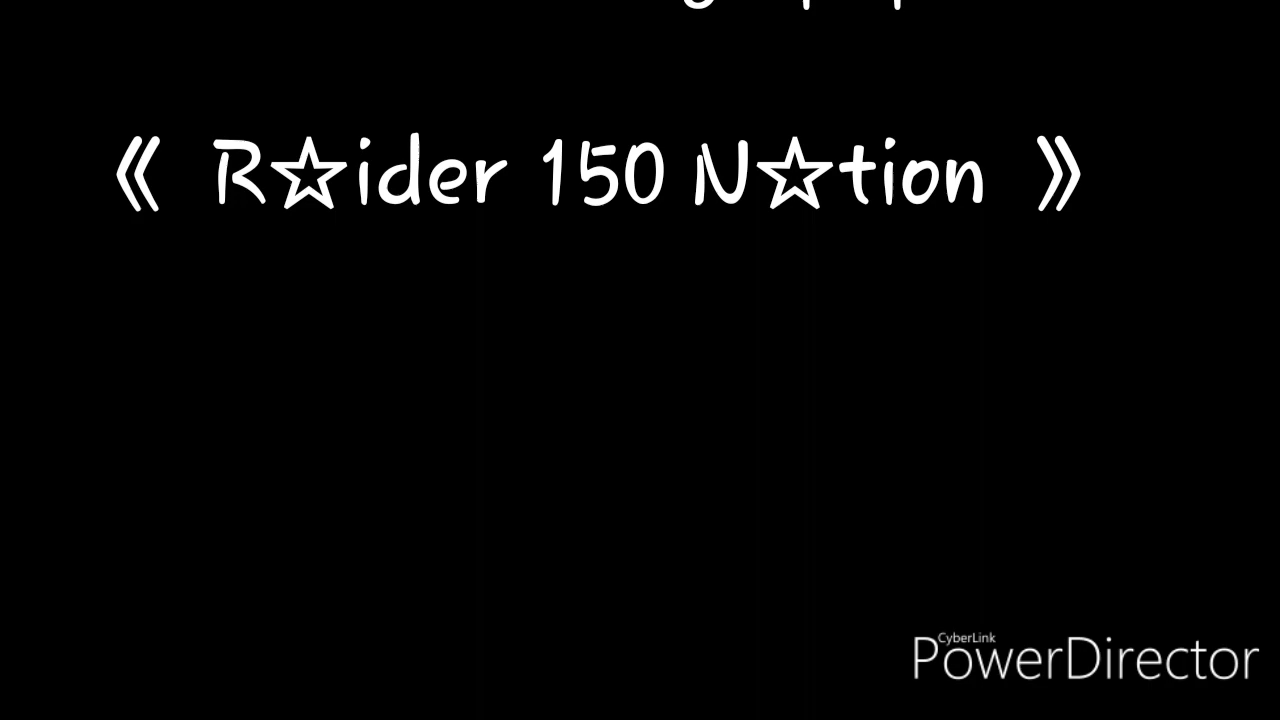 《 R☆ider 150 N☆tion 》
CyberLink
PowerDirector